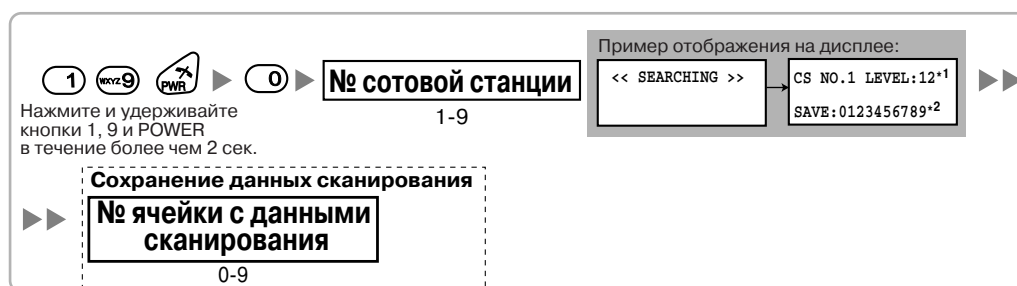 Пример отображения на дисплее:
1 WXYZ9 PWR 0 № сотовой станции
1-9
<< SEARCHING >>
CS NO.1 LEVEL:12*1
SAVE:0123456789*2
Нажмите и удерживайте
кнопки 1, 9 и POWER
в течение более чем 2 сек.
Сохранение данных сканирования
№ ячейки с данными
сканирования
0-9